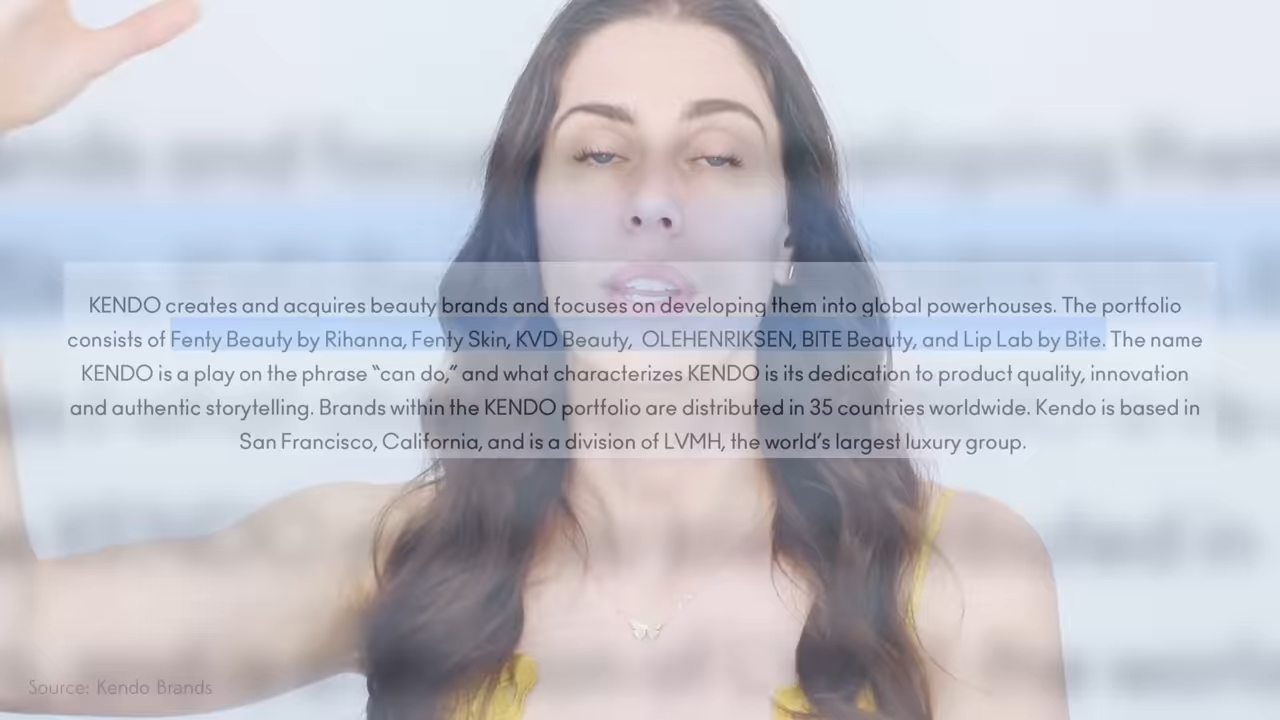 KENDO creates and acquires beauty brands and focuses on developing them into global powerhouses. The portfolio
consists of Fenty Beauty by Rihanna, Fenty Skin, KVD Beauty, OLEHENRIKSEN, BITE Beauty, and Lip Lab by Bite. The name
KENDO is a play on the phrase “can do,” and what characterizes KENDO is its dedication to product quality, innovation
and authentic storytelling. Brands within the KENDO portfolio are distributed in 35 countries worldwide. Kendo is based in
San Francisco, California, and is a division of LVMH, the world’s largest luxury group.
Source: Kendo Brands